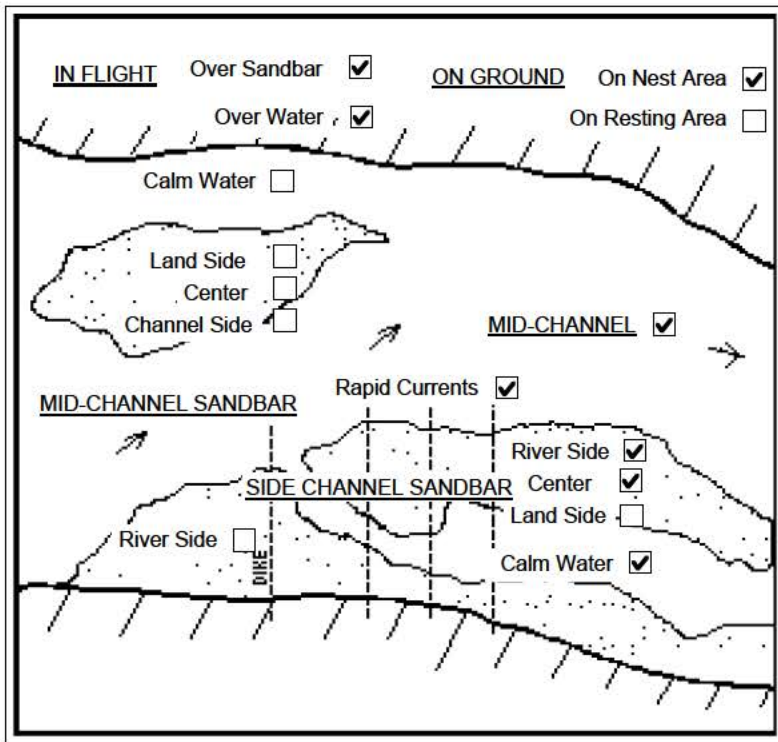 IN FLIGHT Over Sandbar ON GROUND On Nest Area
Over Water On Resting Area
Calm Water
Land Side
Center
Channel Side
MID-CHANNEL
Rapid Currents
MID-CHANNEL SANDBAR
River Side
SIDE CHANNEL SANDBAR Center
Land Side
River Side
DIKE
Calm Water